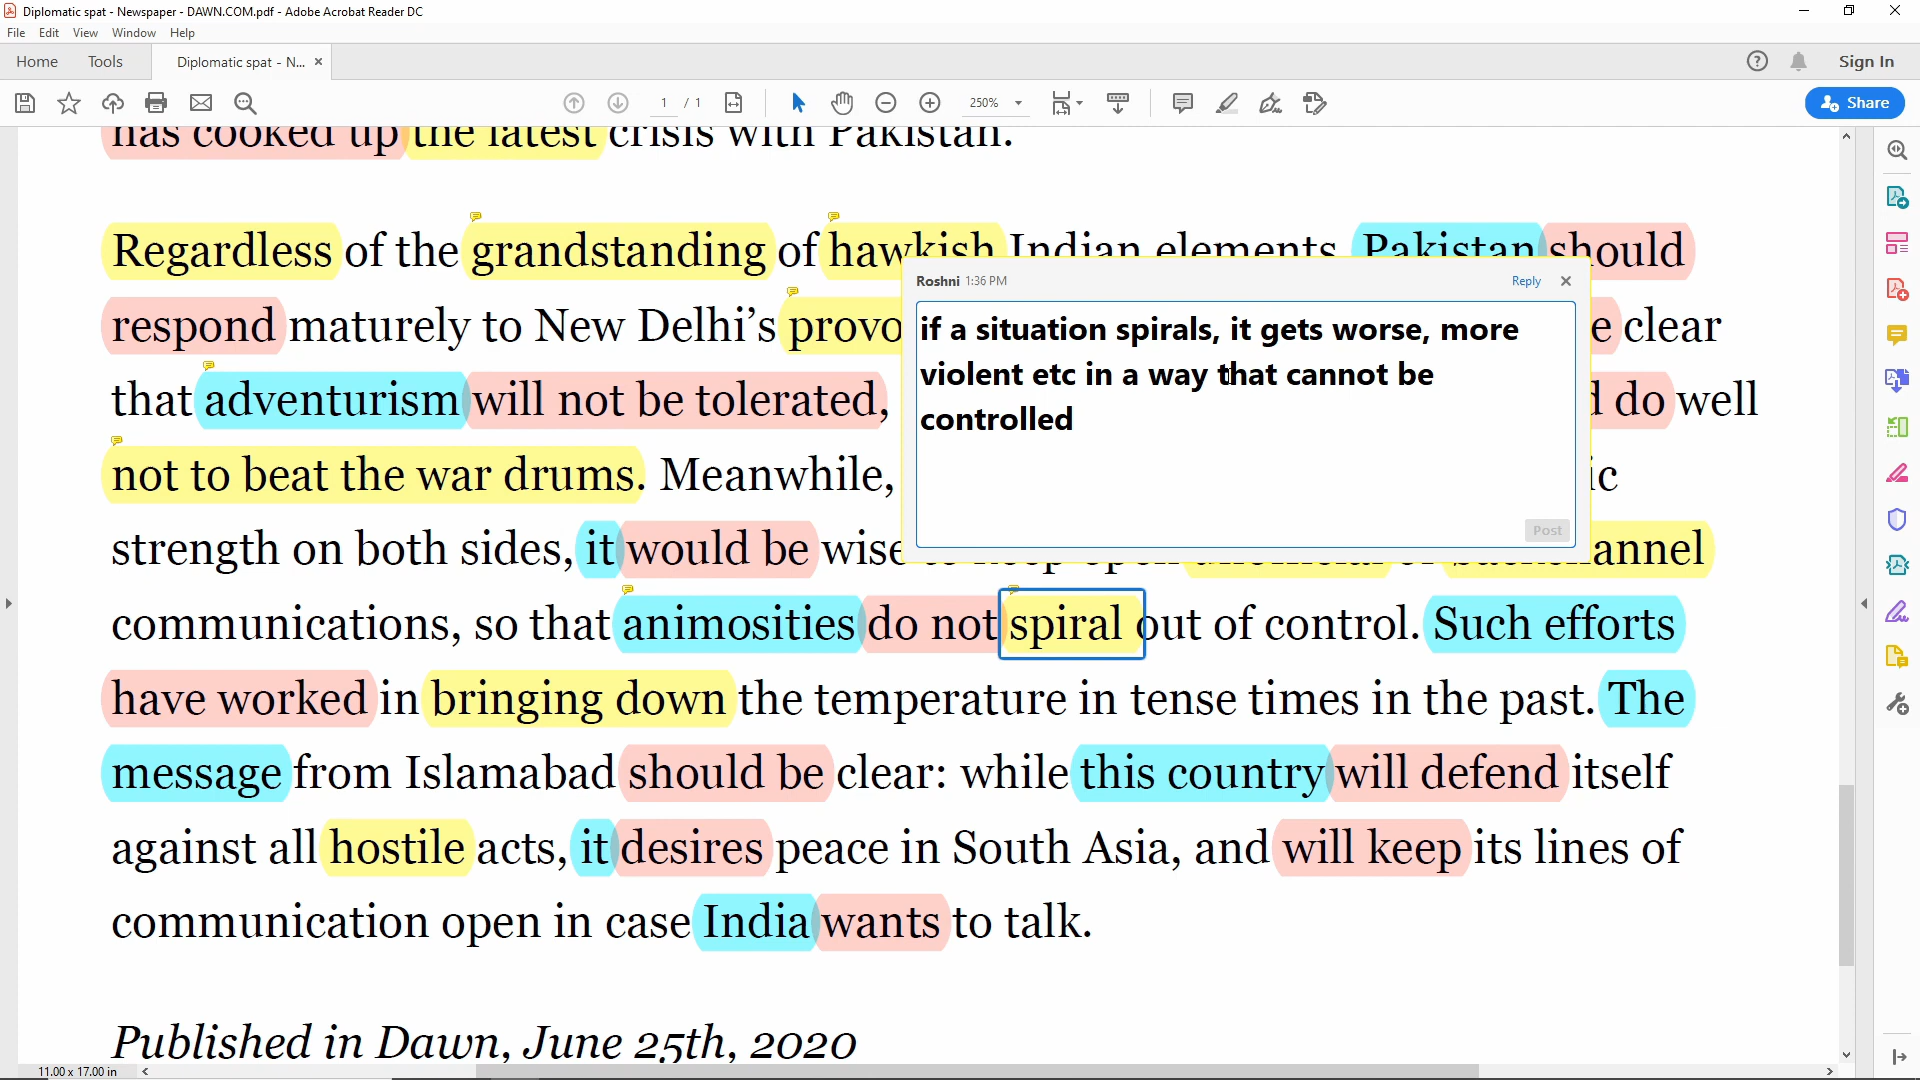 Diplomatic spat - Newspaper - DAWN.COM.pdf - Adobe Acrobat Reader DC
File Edit View Window Help
Home Tools Diplomatic spat - N... Sign In
1 / 1 250% Share
has cooked up the latest crisis with Pakistan.
Regardless of the grandstanding of hawkish Indian elements Pakistan should
respond maturely to New Delhi's clear
that adventurism will not be tolerated, do well
not to beat the war drums. Meanwhile,
strength on both sides, it would be wise to keep open unofficial or backchannel
communications, so that animosities do not spiral out of control. Such efforts
have worked in bringing down the temperature in tense times in the past. The
message from Islamabad should be clear: while this country will defend itself
against all hostile acts, it desires peace in South Asia, and will keep its lines of
communication open in case India wants to talk.
Published in Dawn, June 25th, 2020
Roshni 1:36 PM Reply
if a situation spirals, it gets worse, more
violent etc in a way that cannot be
controlled
Post
11.00 x 17.00 in